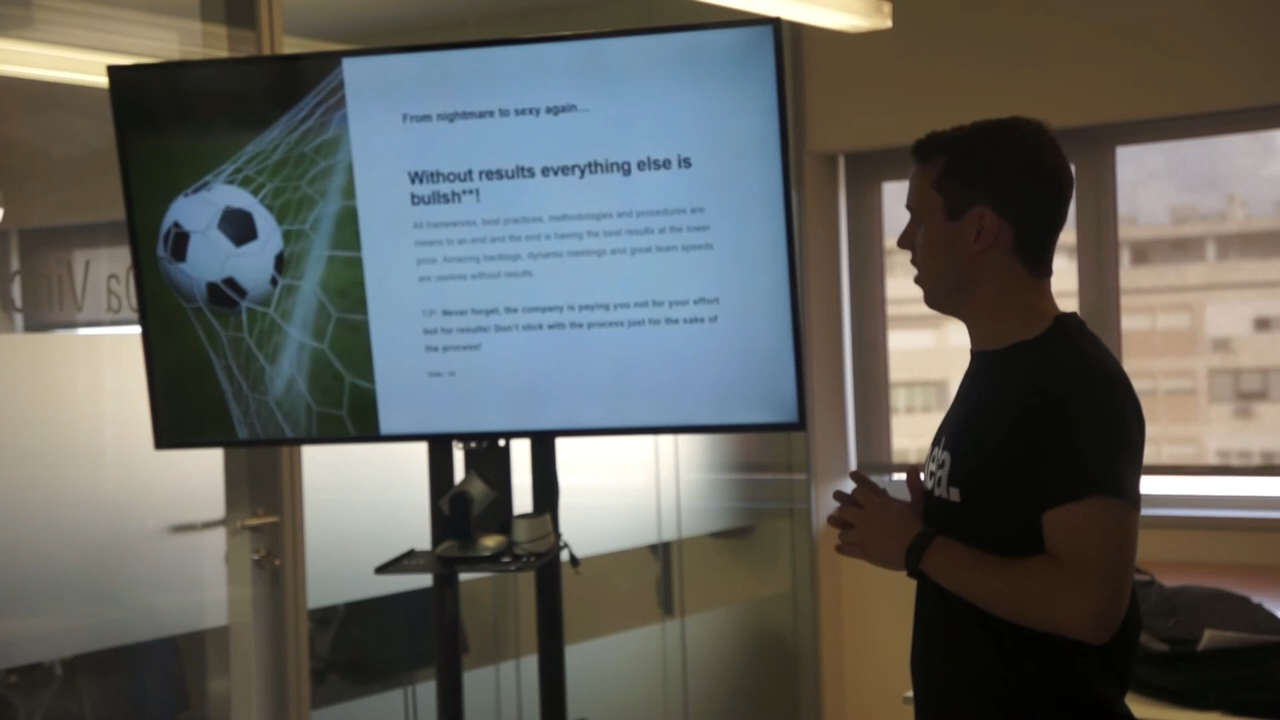 From nightmare to sexy again...
Without results everything else is
bullsh**!
All frameworks, best practices, methodologies and procedures are
means to an end and the end is having the best results at the lower
price. Amazing backlogs, dynamic meetings and great team speeds
are useless without results.
TIP: Never forget, the company is paying you not for your effort
but for results! Don't stick with the process just for the sake of
the process!
Da Vin